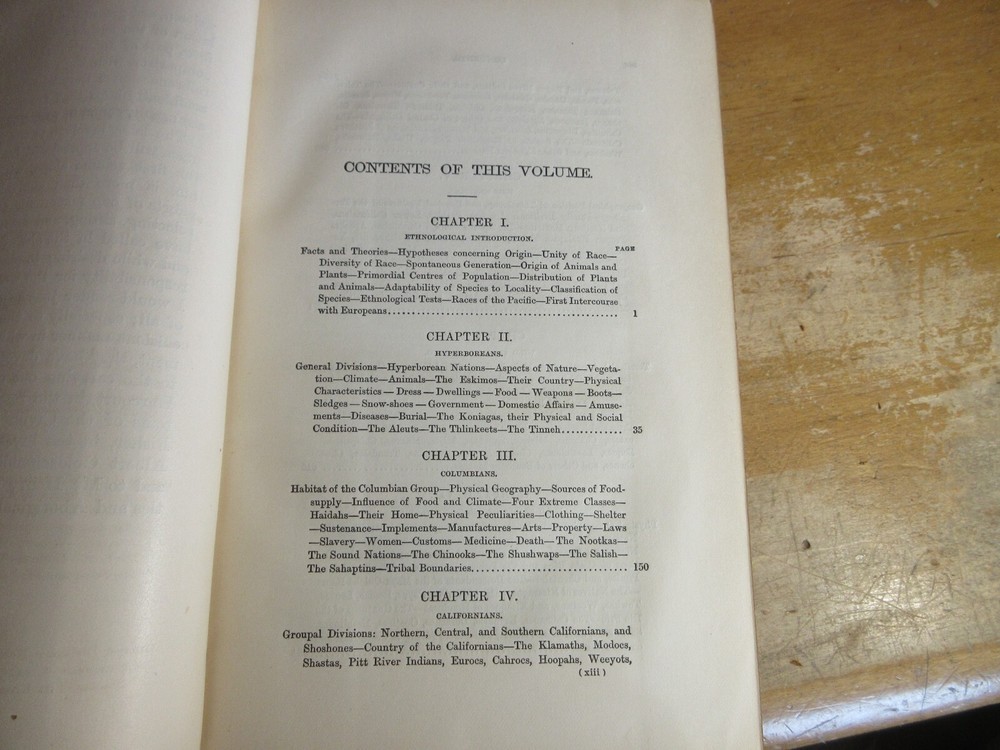 CONTENTS OF THIS VOLUME.
CHAPTER I.
ETHNOLOGICAL INTRODUCTION.
PAGE
Facts and Theories—Hypotheses concerning Origin—Unity of Race—
Diversity of Race—Spontaneous Generation—Origin of Animals and
Plants—Primordial Centres of Population—Distribution of Plants
and Animals—Adaptability of Species to Locality—Classification of
Species—Ethnological Tests—Races of the Pacific—First Intercourse
with Europeans................................................ 1
CHAPTER II.
HYPERBOREANS.
General Divisions—Hyperborean Nations—Aspects of Nature—Vegeta-
tion—Climate—Animals—The Eskimos—Their Country—Physical
Characteristics — Dress — Dwellings — Food — Weapons — Boats—
Sledges — Snow-shoes — Government — Domestic Affairs — Amuse-
ments—Diseases—Burial—The Koniagas, their Physical and Social
Condition—The Aleuts—The Thlinkeets—The Tinneh............. 35
CHAPTER III.
COLUMBIANS.
Habitat of the Columbian Group—Physical Geography—Sources of Food-
supply—Influence of Food and Climate—Four Extreme Classes—
Haidahs—Their Home—Physical Peculiarities—Clothing—Shelter
—Sustenance—Implements—Manufactures—Arts—Property—Laws
—Slavery—Women—Customs—Medicine—Death—The Nootkas—
The Sound Nations—The Chinooks—The Shushwaps—The Salish—
The Sahaptins—Tribal Boundaries................................ 150
CHAPTER IV.
CALIFORNIANS.
Groupal Divisions: Northern, Central, and Southern Californians, and
Shoshones—Country of the Californians—The Klamaths, Modocs,
Shastas, Pitt River Indians, Eurocs, Cahrocs, Hoopahs, Weeyots,
(xiii)